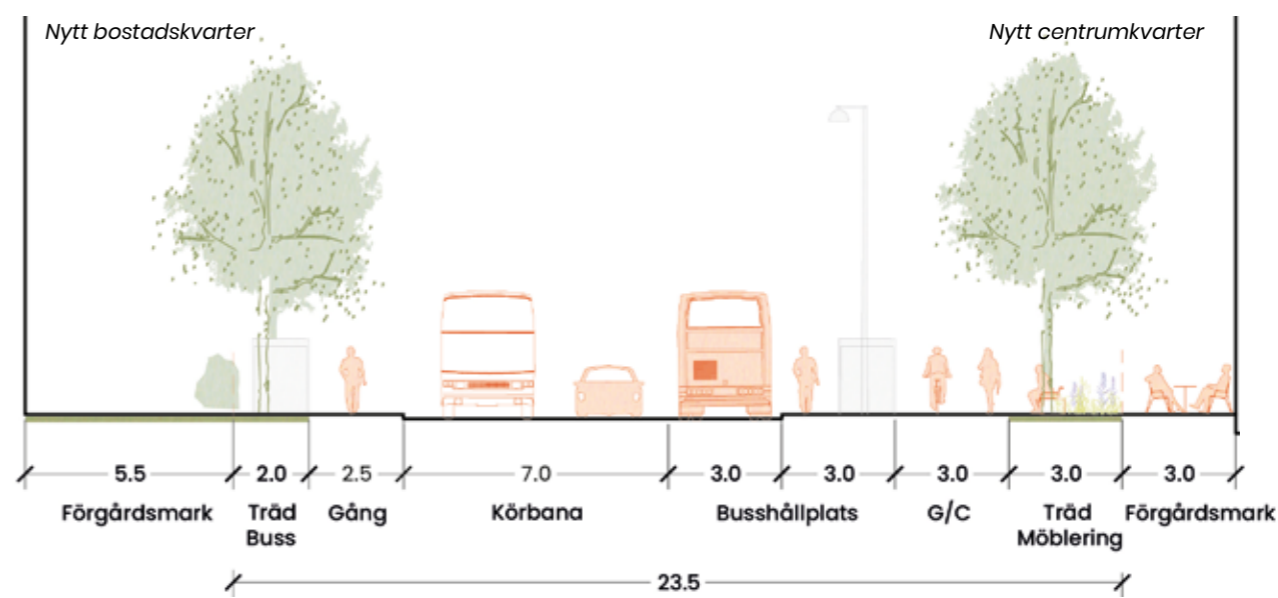 Nytt bostadskvarter
Nytt centrumkvarter
5.5 2.0 2.5 7.0 3.0 3.0 3.0 3.0 3.0
Förgårdsmark Träd Gång Körbana Busshållplats G/C Träd Förgårdsmark
Buss Möblering
23.5